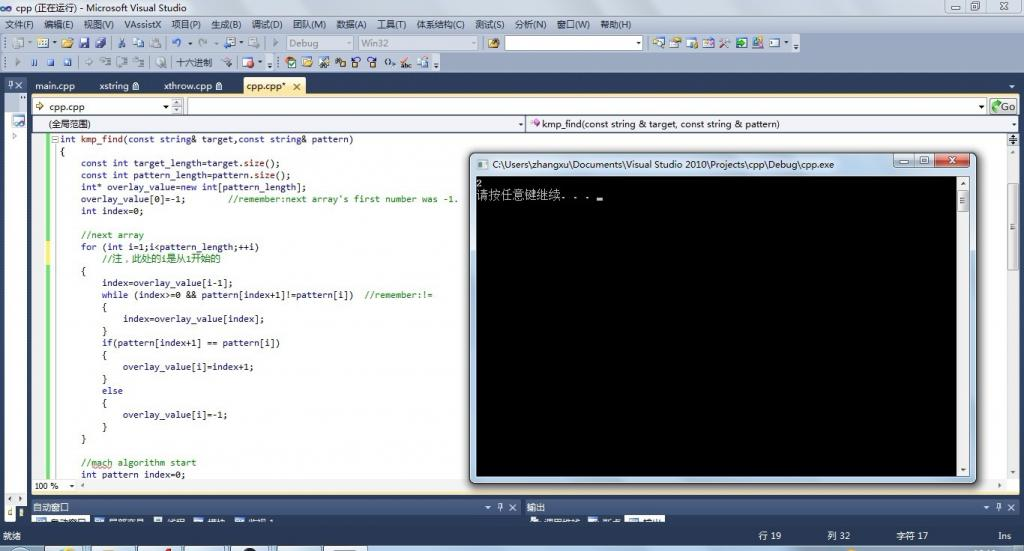 cpp (正在运行) - Microsoft Visual Studio
文件(F) 编辑(E) 视图(V) VAssistX 项目(P) 生成(B) 调试(D) 团队(M) 数据(A) 工具(T) 体系结构(C) 测试(S) 分析(N) 窗口(W) 帮助(H)
Debug Win32
十六进制
main.cpp xstring xthrow.cpp cpp.cpp*
cpp.cpp Go
(全局范围) kmp_find(const string & target, const string & pattern)
int kmp_find(const string& target,const string& pattern)
{
const int target_length=target.size();
const int pattern_length=pattern.size();
int* overlay_value=new int[pattern_length];
overlay_value[0]=-1; //remember:next array's first number was -1.
int index=0;
//next array
for (int i=1;i<pattern_length;++i)
//注，此处的i是从1开始的
{
index=overlay_value[i-1];
while (index>=0 && pattern[index+1]!=pattern[i]) //remember:!=
{
index=overlay_value[index];
}
if(pattern[index+1] == pattern[i])
{
overlay_value[i]=index+1;
}
else
{
overlay_value[i]=-1;
}
}
//mach algorithm start
int pattern_index=0;
100 %
C:\Users\zhangxu\Documents\Visual Studio 2010\Projects\cpp\Debug\cpp.exe
2
请按任意键继续. . .
自动窗口 输出
就绪 行 19 列 32 字符 17 Ins